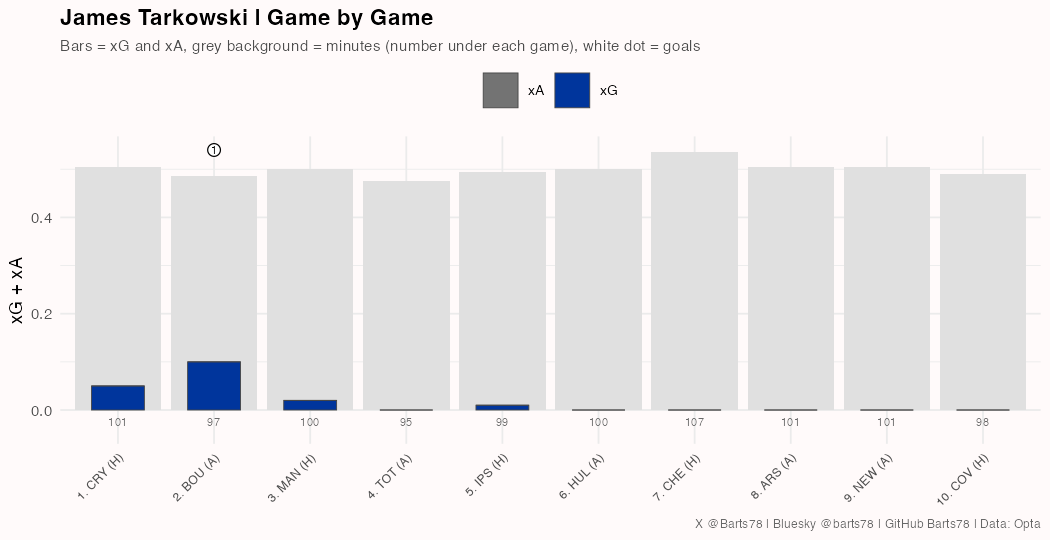 James Tarkowski | Game by Game
Bars = xG and xA, grey background = minutes (number under each game), white dot = goals
xA xG
1
xG + xA
0.4
0.2
0.0
101 97 100 95 99 100 107 101 101 98
1. CRY (H) 2. BOU (A) 3. MAN (H) 4. TOT (A) 5. IPS (H) 6. HUL (A) 7. CHE (H) 8. ARS (A) 9. NEW (A) 10. COV (H)
X @Barts78 | Bluesky @barts78 | GitHub Barts78 | Data: Opta